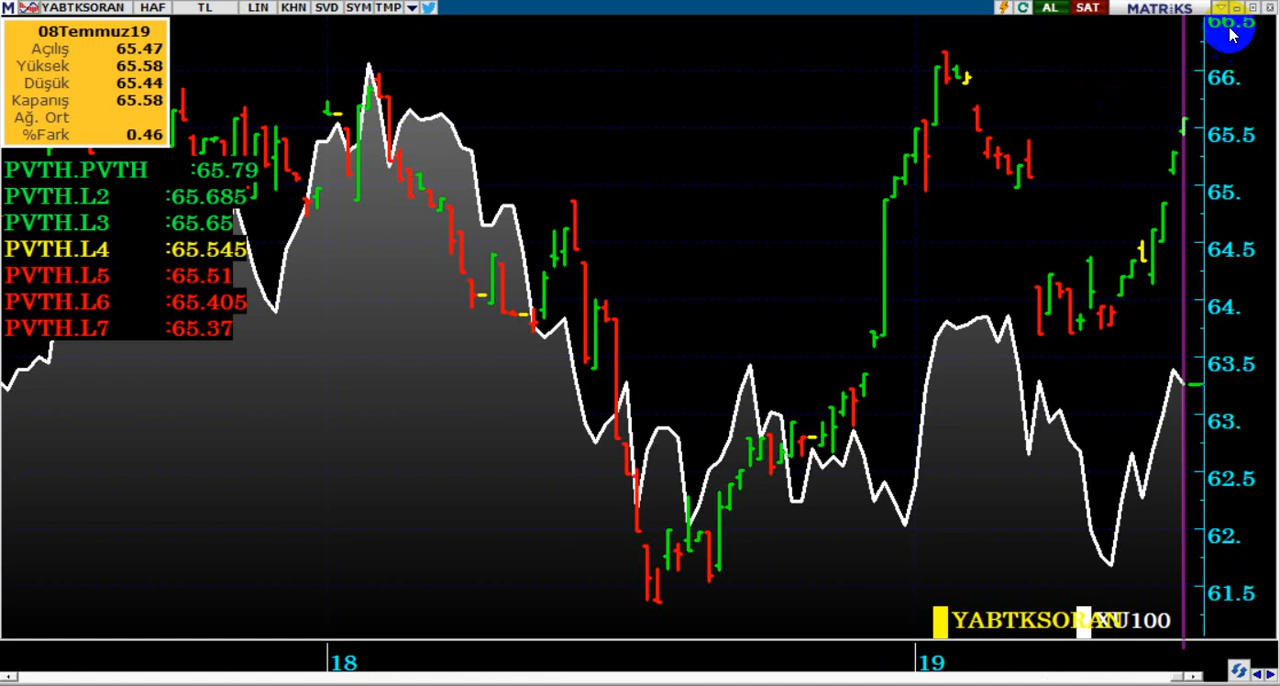 M YABTKSORAN HAF TL LIN KHN SVD SYM TMP AL SAT MATRİKS
08Temmuz19
Açılış 65.47
Yüksek 65.58
Düşük 65.44
Kapanış 65.58
Ağ. Ort
%Fark 0.46
PVTH.PVTH :65.79
PVTH.L2 :65.685
PVTH.L3 :65.65
PVTH.L4 :65.545
PVTH.L5 :65.51
PVTH.L6 :65.405
PVTH.L7 :65.37
66.5
66.
65.5
65.
64.5
64.
63.5
63.
62.5
62.
61.5
YABTKSORAN XU100
18 19